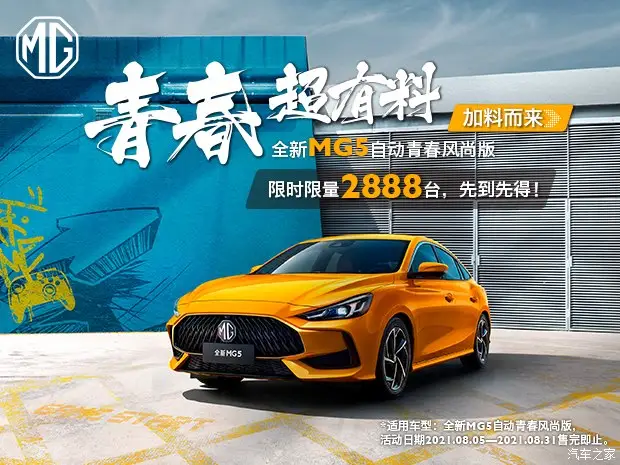 MG
青春超有料
加料而来
全新MG5自动青春风尚版
限时限量2888台，先到先得！
MG
全新MG5
*适用车型：全新MG5自动青春风尚版，
活动日期2021.08.05—2021.08.31售完即止。
汽车之家